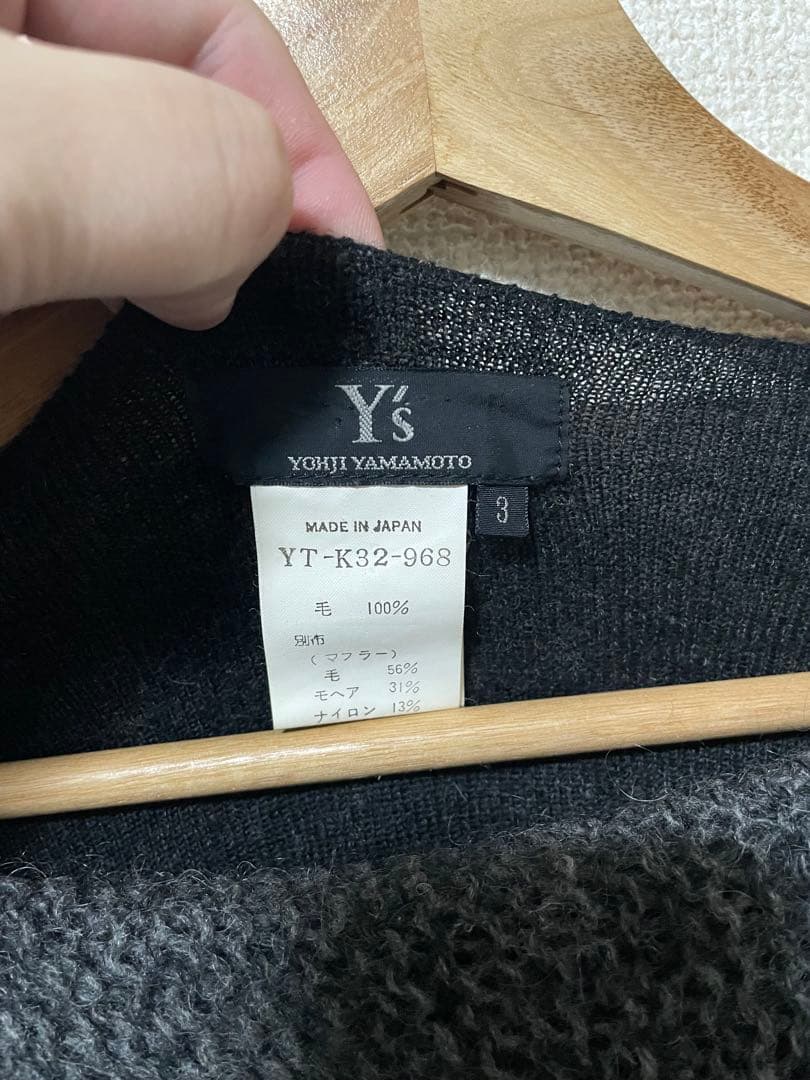 Y's
YOHJI YAMAMOTO
3
MADE IN JAPAN
YT-K32-968
毛 100%
別布
(マフラー)
毛 56%
モヘア 31%
ナイロン 13%